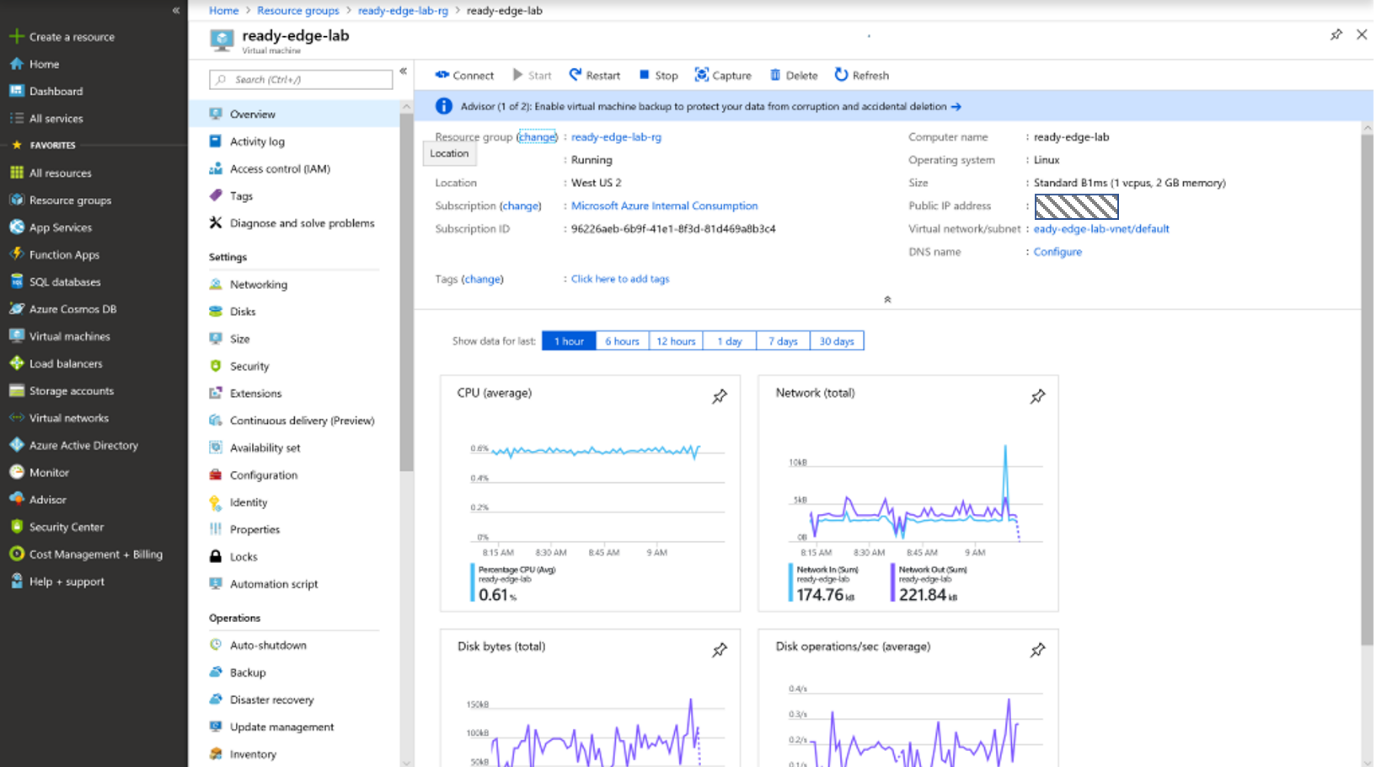 Home > Resource groups > ready-edge-lab-rg > ready-edge-lab
ready-edge-lab
Virtual machine
«
Create a resource
Home
Dashboard
All services
FAVORITES
All resources
Resource groups
App Services
Function Apps
SQL databases
Azure Cosmos DB
Virtual machines
Load balancers
Storage accounts
Virtual networks
Azure Active Directory
Monitor
Advisor
Security Center
Cost Management + Billing
Help + support
Search (Ctrl+/)
«
Overview
Activity log
Access control (IAM)
Tags
Diagnose and solve problems
Settings
Networking
Disks
Size
Security
Extensions
Continuous delivery (Preview)
Availability set
Configuration
Identity
Properties
Locks
Automation script
Operations
Auto-shutdown
Backup
Disaster recovery
Update management
Inventory
Connect Start Restart Stop Capture Delete Refresh
Advisor (1 of 2): Enable virtual machine backup to protect your data from corruption and accidental deletion →
Resource group (change) : ready-edge-lab-rg
Location
: Running
Location : West US 2
Subscription (change) : Microsoft Azure Internal Consumption
Subscription ID : 96226aeb-6b9f-41e1-8f3d-81d469a8b3c4
Tags (change) : Click here to add tags
Computer name : ready-edge-lab
Operating system : Linux
Size : Standard B1ms (1 vcpus, 2 GB memory)
Public IP address :
Virtual network/subnet : eady-edge-lab-vnet/default
DNS name : Configure
Show data for last: 1 hour 6 hours 12 hours 1 day 7 days 30 days
CPU (average)
0.6%
0.4%
0.2%
0%
8:15 AM 8:30 AM 8:45 AM 9 AM
Percentage CPU (Avg)
ready-edge-lab
0.61 %
Network (total)
10kB
5kB
0B
8:15 AM 8:30 AM 8:45 AM 9 AM
Network In (Sum)
ready-edge-lab
174.76 kB
Network Out (Sum)
ready-edge-lab
221.84 kB
Disk bytes (total)
150kB
100kB
50kB
Disk operations/sec (average)
0.4/s
0.3/s
0.2/s
0.1/s